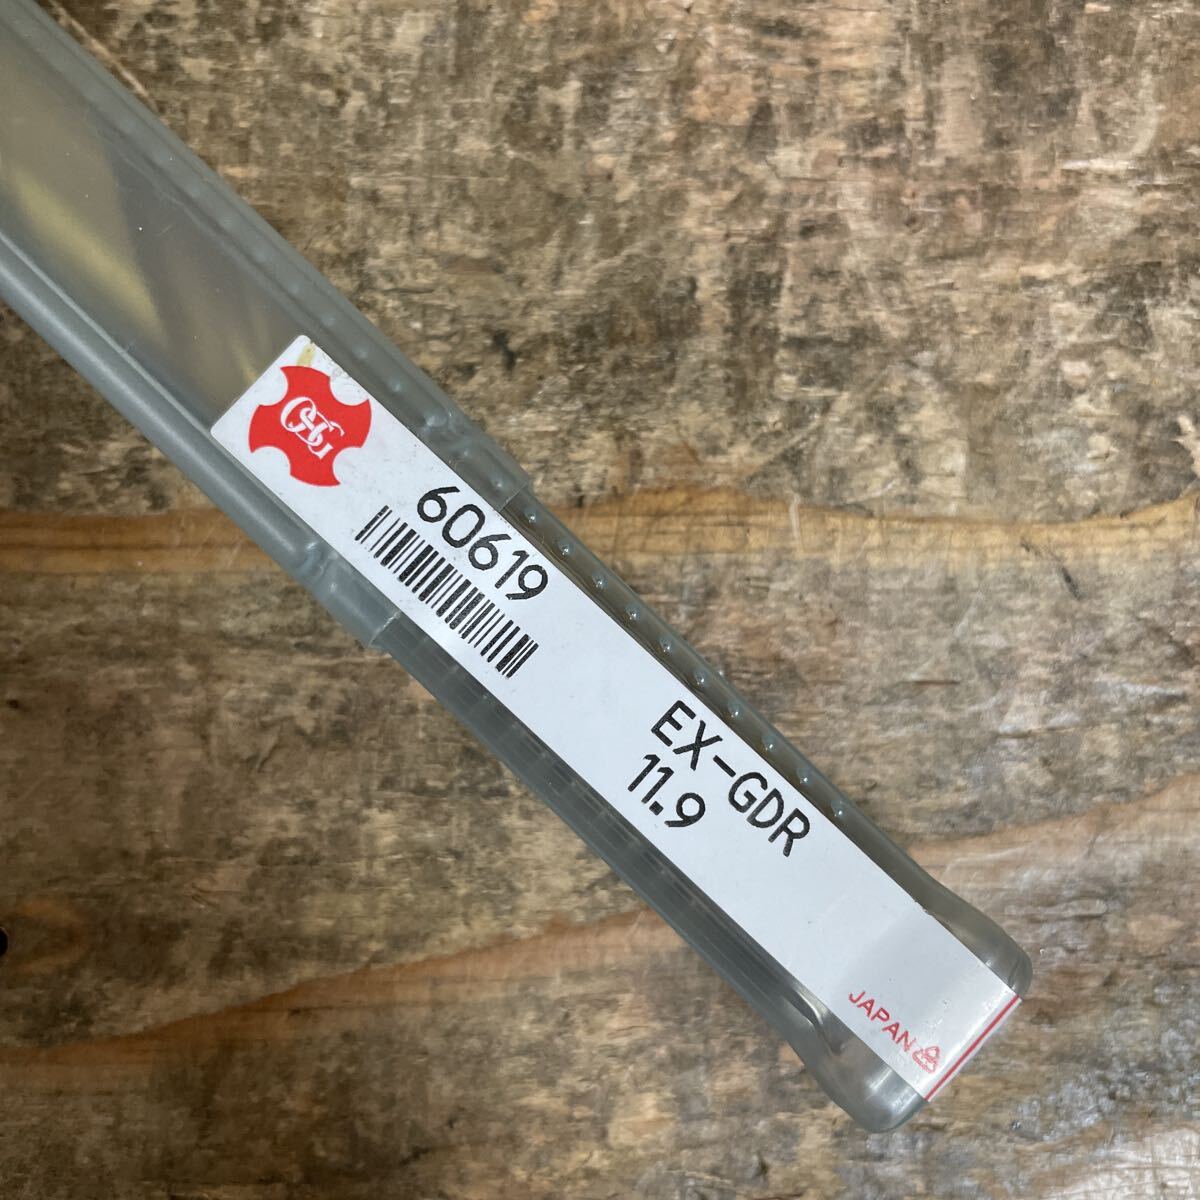 OSG
60619
EX-GDR
11.9
JAPAN